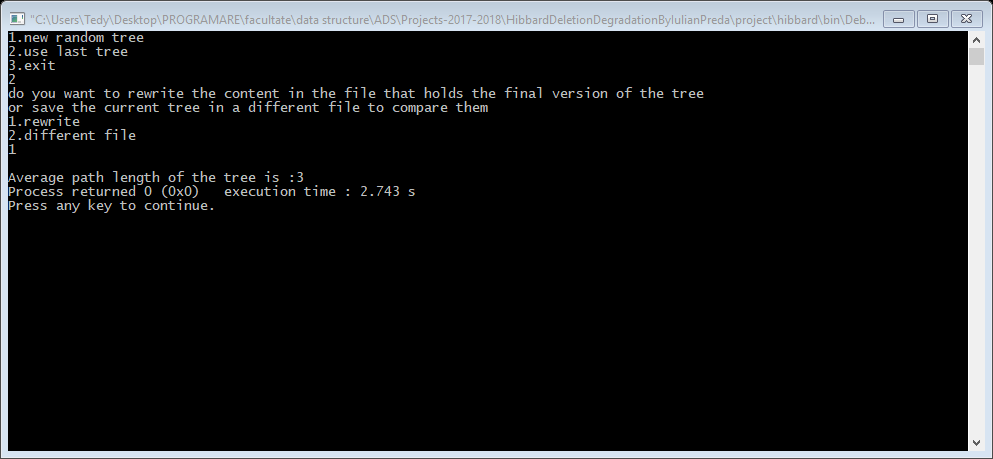 "C:\Users\Tedy\Desktop\PROGRAMARE\facultate\data structure\ADS\Projects-2017-2018\HibbardDeletionDegradationByIulianPreda\project\hibbard\bin\Deb...
1.new random tree
2.use last tree
3.exit
2
do you want to rewrite the content in the file that holds the final version of the tree
or save the current tree in a different file to compare them
1.rewrite
2.different file
1
Average path length of the tree is :3
Process returned 0 (0x0)   execution time : 2.743 s
Press any key to continue.